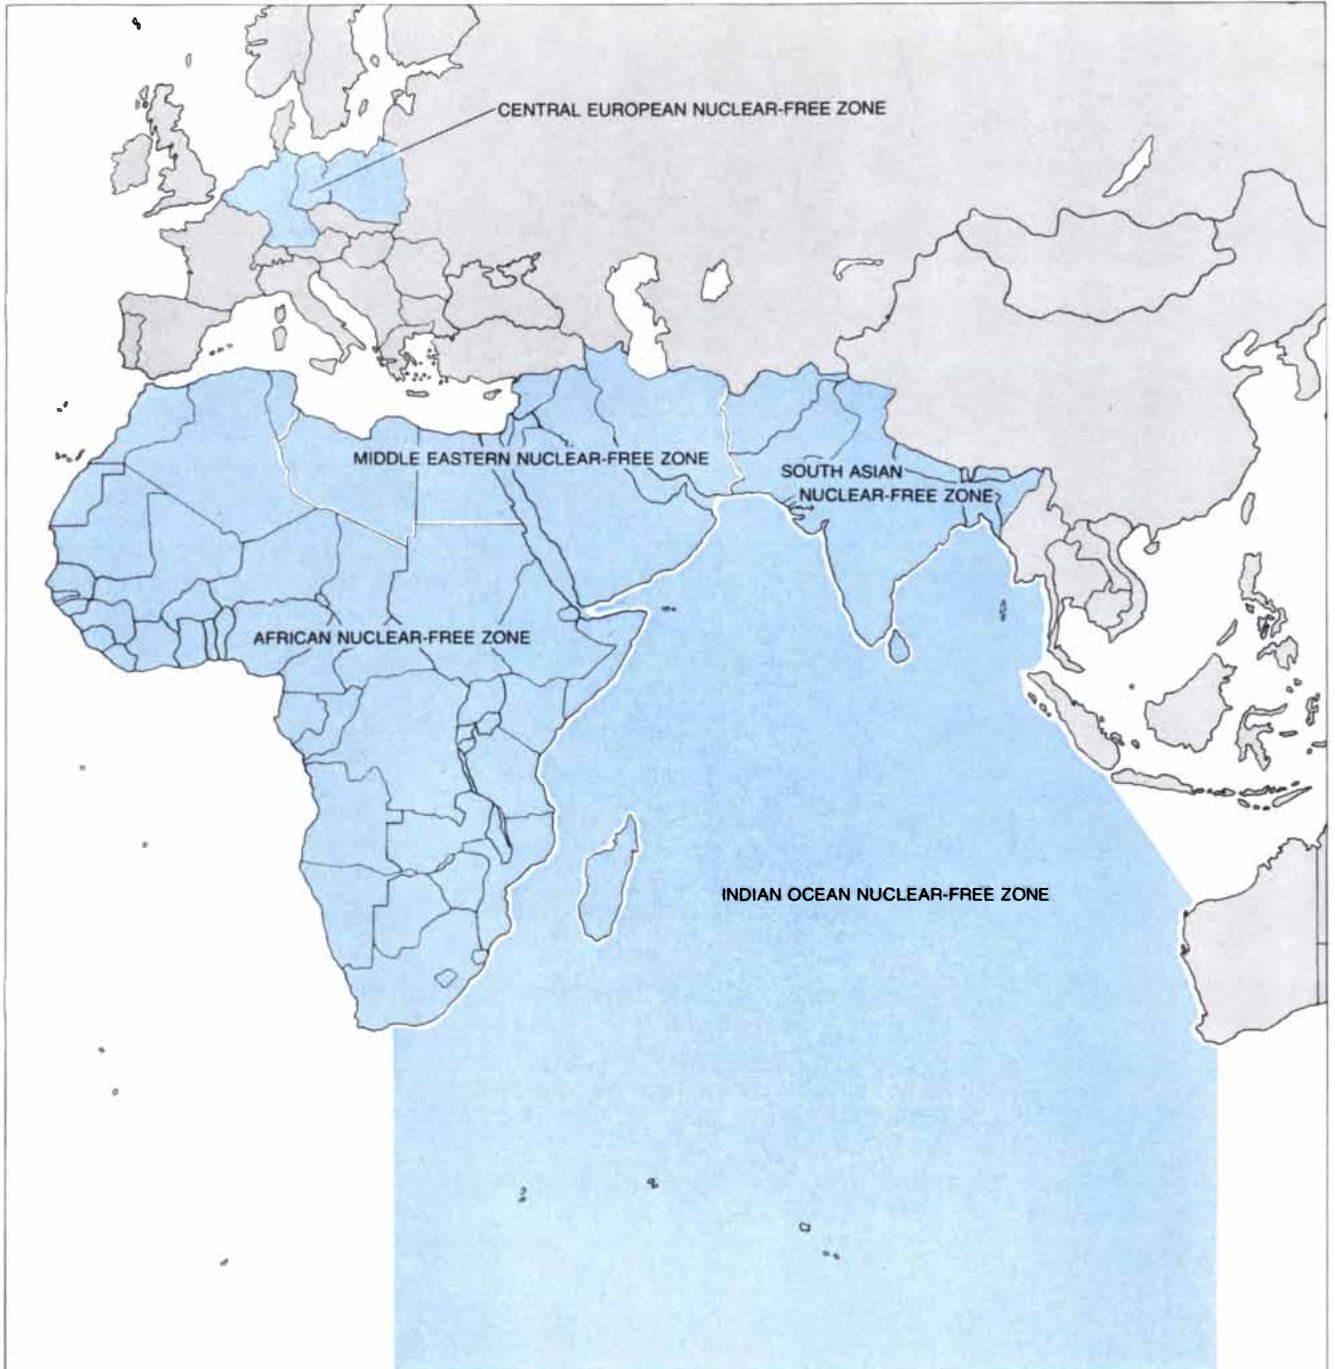 CENTRAL EUROPEAN NUCLEAR-FREE ZONE
MIDDLE EASTERN NUCLEAR-FREE ZONE
SOUTH ASIAN
NUCLEAR-FREE ZONE
AFRICAN NUCLEAR-FREE ZONE
INDIAN OCEAN NUCLEAR-FREE ZONE